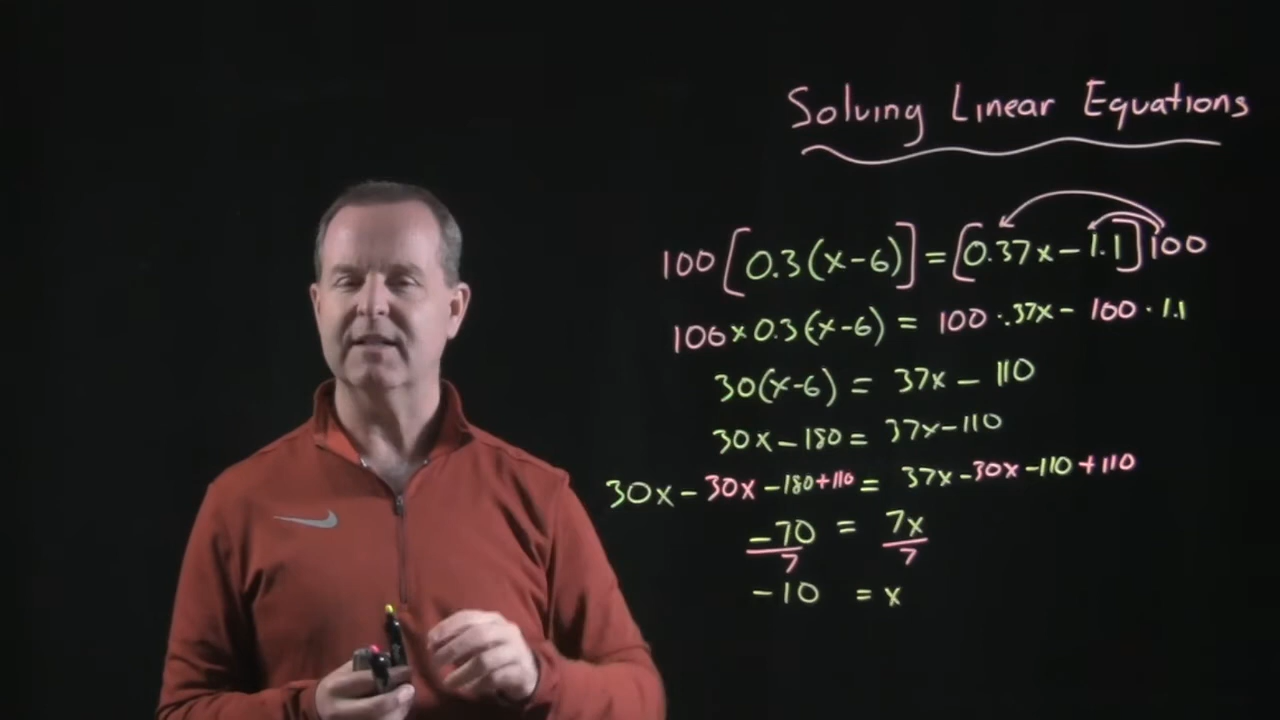 Solving Linear Equations
100[0.3(x-6)] = [0.37x-1.1]100
100x0.3(x-6) = 100·.37x- 100·1.1
30(x-6) = 37x- 110
30x-180 = 37x-110
30x-30x-180+110 = 37x-30x-110+110
-70/7 = 7x/7
-10 = x